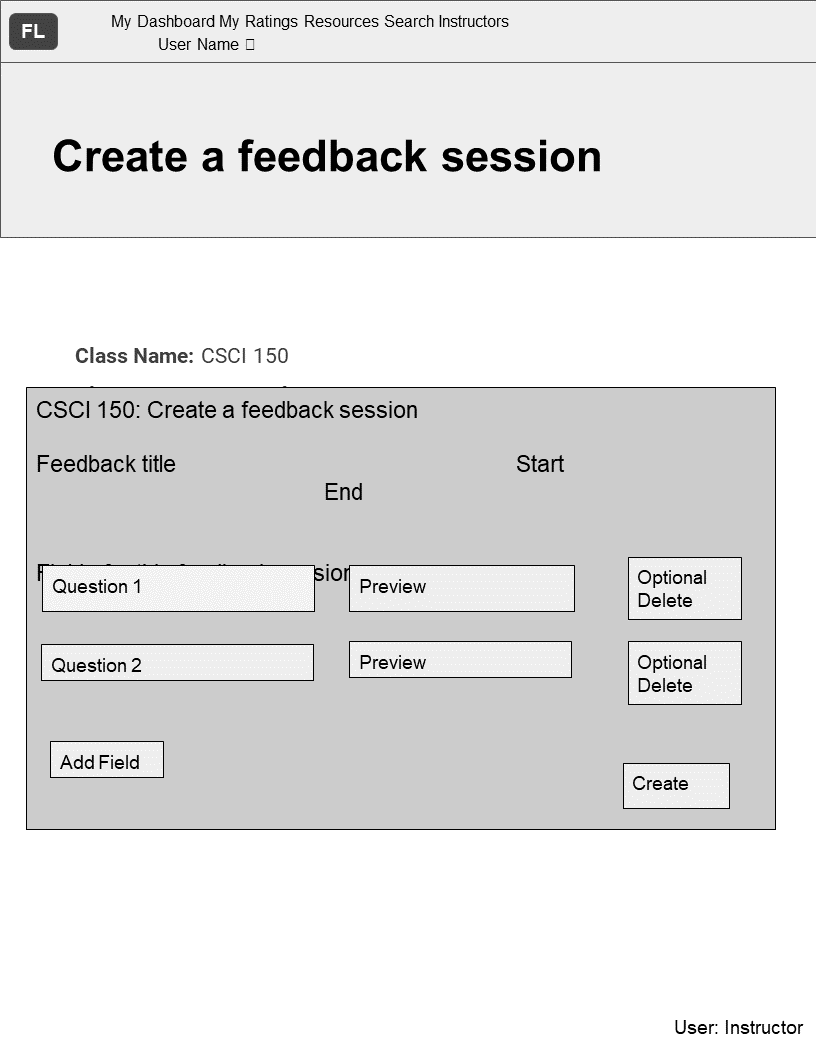 FL
My Dashboard My Ratings Resources Search Instructors
User Name
Create a feedback session
Class Name: CSCI 150
CSCI 150: Create a feedback session
Feedback title Start
End
Question 1 Preview Optional
Delete
Question 2 Preview Optional
Delete
Add Field
Create
User: Instructor